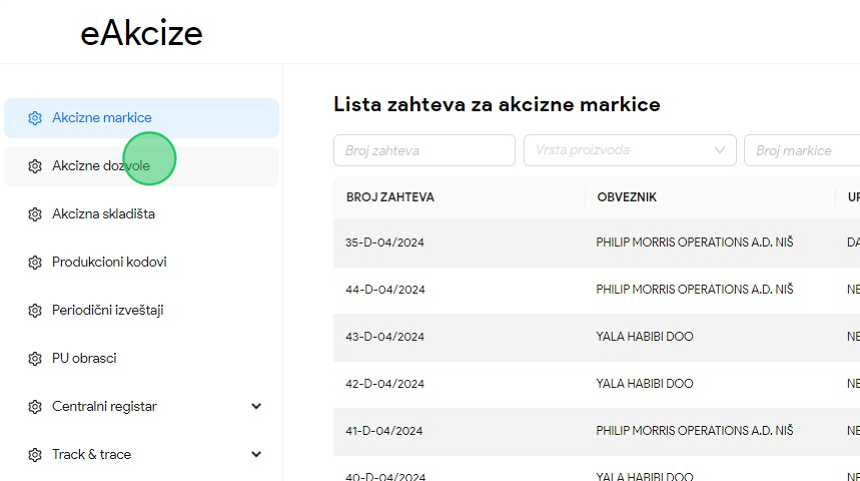 eAkcize
Akcizne markice
Akcizne dozvole
Akcizna skladišta
Produkcioni kodovi
Periodični izveštaji
PU obrasci
Centralni registar
Track & trace
Lista zahteva za akcizne markice
Broj zahteva Vrsta proizvoda Broj markice
BROJ ZAHTEVA OBVEZNIK
35-D-04/2024 PHILIP MORRIS OPERATIONS A.D. NIŠ
44-D-04/2024 PHILIP MORRIS OPERATIONS A.D. NIŠ NE
43-D-04/2024 YALA HABIBI DOO NE
42-D-04/2024 YALA HABIBI DOO NE
41-D-04/2024 PHILIP MORRIS OPERATIONS A.D. NIŠ NE
40-D-04/2024 YALA HABIBI DOO NE